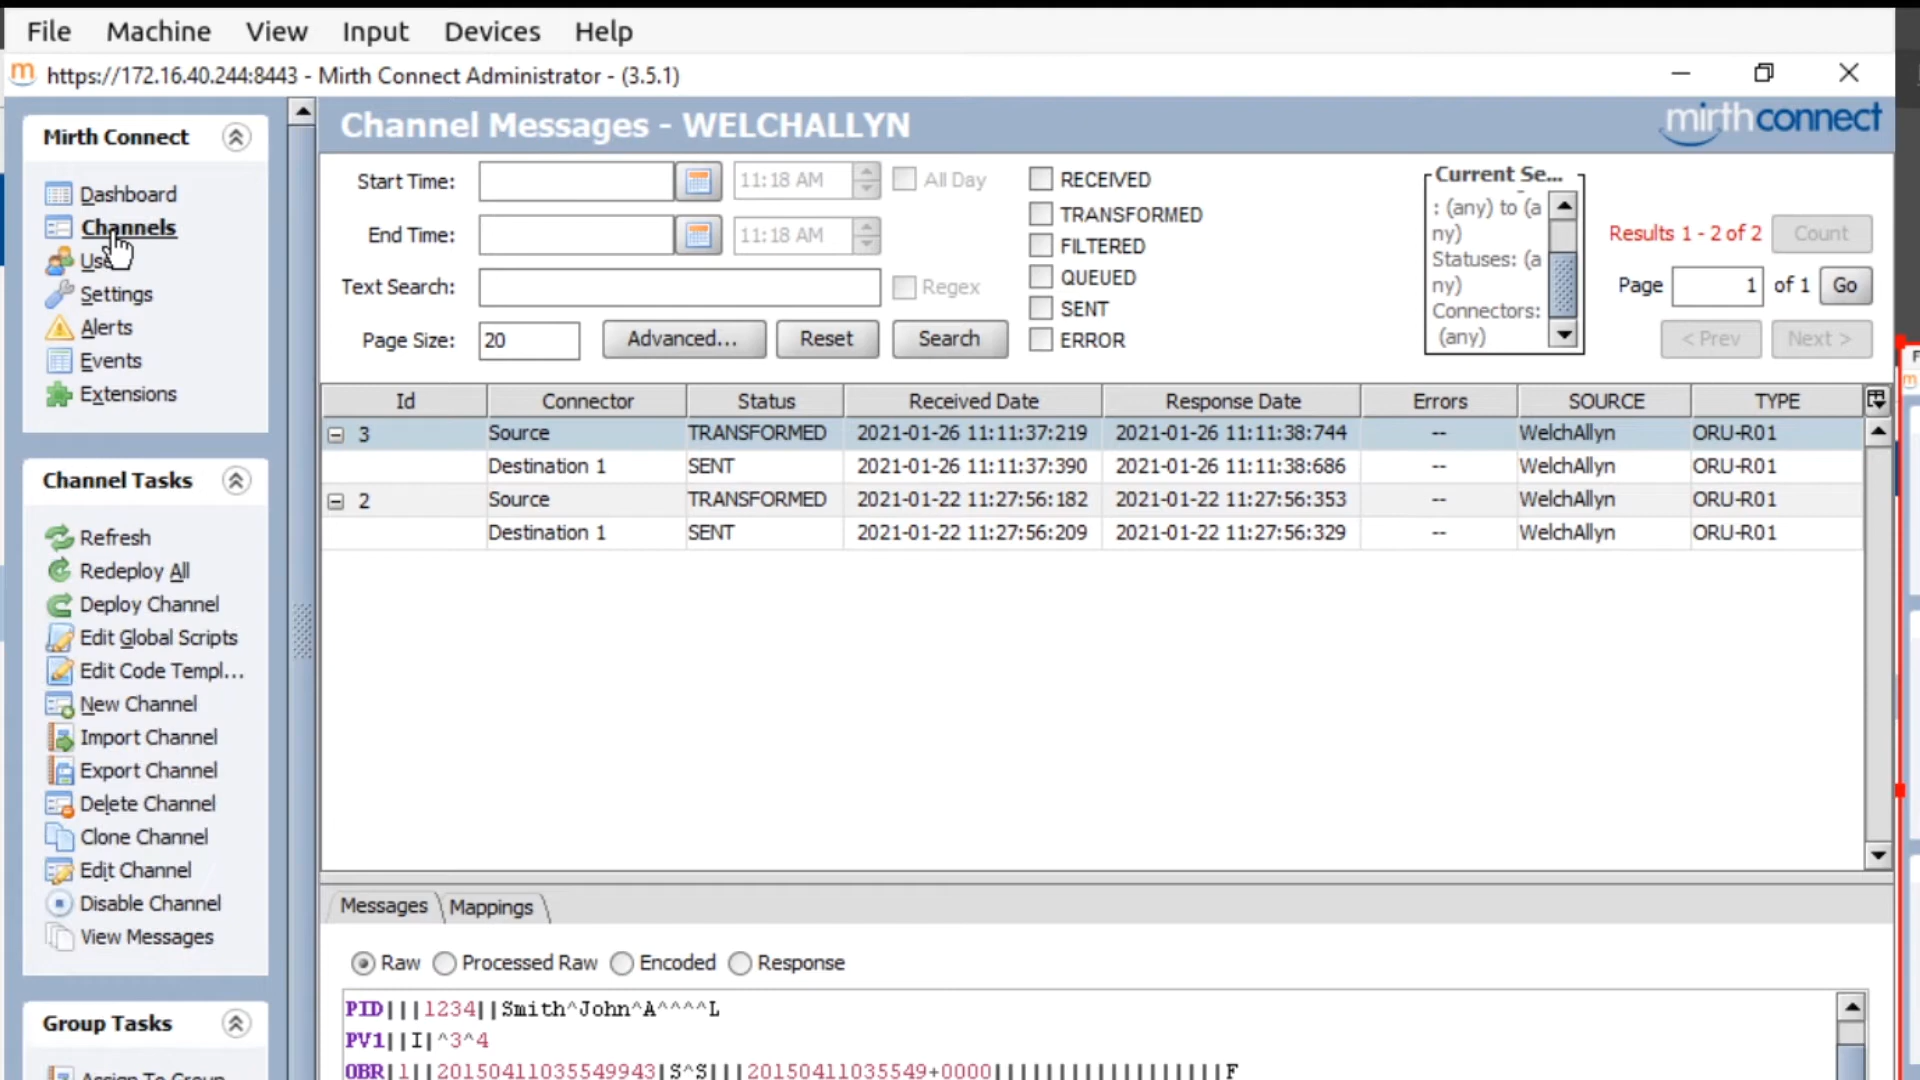 File Machine View Input Devices Help
https://172.16.40.244:8443 - Mirth Connect Administrator - (3.5.1)
Mirth Connect
Dashboard
Channels
Settings
Alerts
Events
Extensions
Channel Tasks
Refresh
Redeploy All
Deploy Channel
Edit Global Scripts
Edit Code Templ...
New Channel
Import Channel
Export Channel
Delete Channel
Clone Channel
Edit Channel
Disable Channel
View Messages
Group Tasks
Assign To Group
Channel Messages - WELCHALLYN
mirth connect
Start Time: 11:18 AM All Day
End Time: 11:18 AM
Text Search: Regex
Page Size: 20 Advanced... Reset Search
RECEIVED
TRANSFORMED
FILTERED
QUEUED
SENT
ERROR
Current Se...
: (any) to (a
ny)
Statuses: (a
ny)
Connectors:
(any)
Results 1 - 2 of 2 Count
Page 1 of 1 Go
< Prev Next >
Id Connector Status Received Date Response Date Errors SOURCE TYPE
3 Source TRANSFORMED 2021-01-26 11:11:37:219 2021-01-26 11:11:38:744 -- WelchAllyn ORU-R01
Destination 1 SENT 2021-01-26 11:11:37:390 2021-01-26 11:11:38:686 -- WelchAllyn ORU-R01
2 Source TRANSFORMED 2021-01-22 11:27:56:182 2021-01-22 11:27:56:353 -- WelchAllyn ORU-R01
Destination 1 SENT 2021-01-22 11:27:56:209 2021-01-22 11:27:56:329 -- WelchAllyn ORU-R01
Messages Mappings
Raw Processed Raw Encoded Response
PID|||1234||Smith^John^A^^^^L
PV1||I|^3^4
OBR|1||20150411035549943|S^S|||20150411035549+0000||||||||||||||||||F